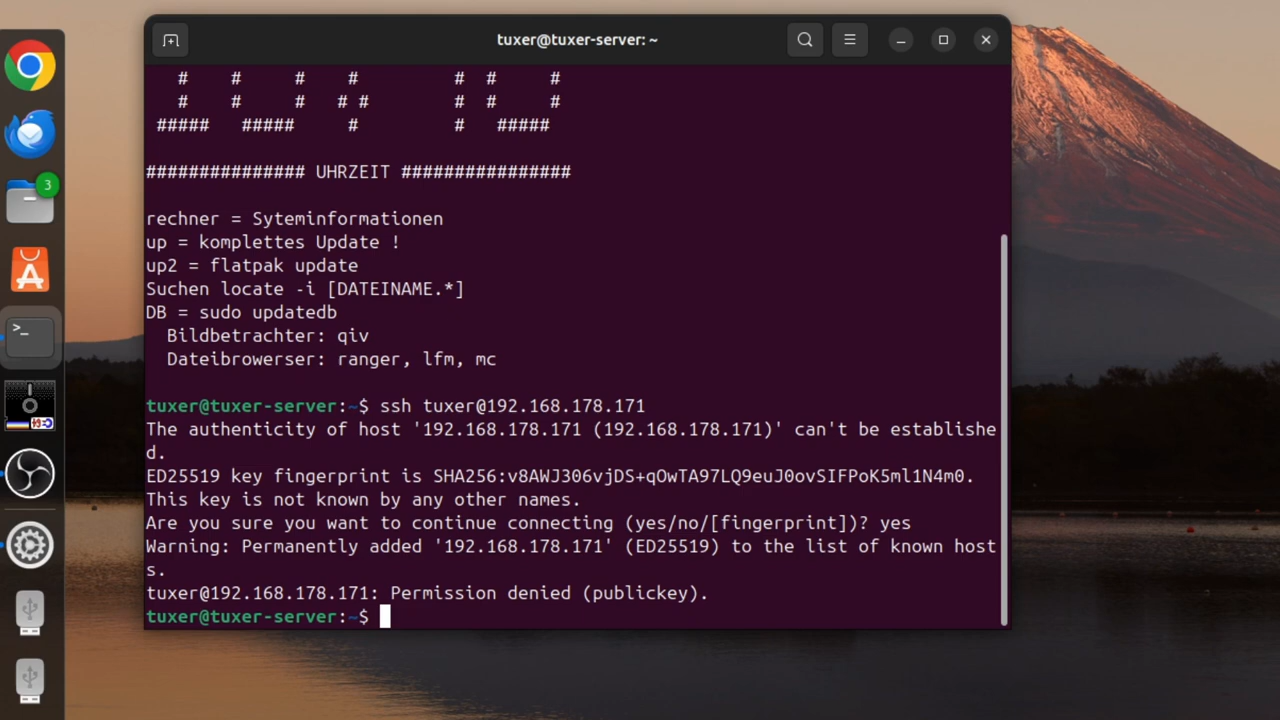 tuxer@tuxer-server: ~
3
#    #     #    #         #  #     #
#    #     #   # #        #  #     #
#####   #####     #         #   #####
############### UHRZEIT ################
rechner = Syteminformationen
up = komplettes Update !
up2 = flatpak update
Suchen locate -i [DATEINAME.*]
DB = sudo updatedb
Bildbetrachter: qiv
Dateibrowerser: ranger, lfm, mc
tuxer@tuxer-server:~$ ssh tuxer@192.168.178.171
The authenticity of host '192.168.178.171 (192.168.178.171)' can't be establishe
d.
ED25519 key fingerprint is SHA256:v8AWJ306vjDS+qOwTA97LQ9euJ0ovSIFPoK5ml1N4m0.
This key is not known by any other names.
Are you sure you want to continue connecting (yes/no/[fingerprint])? yes
Warning: Permanently added '192.168.178.171' (ED25519) to the list of known host
s.
tuxer@192.168.178.171: Permission denied (publickey).
tuxer@tuxer-server:~$